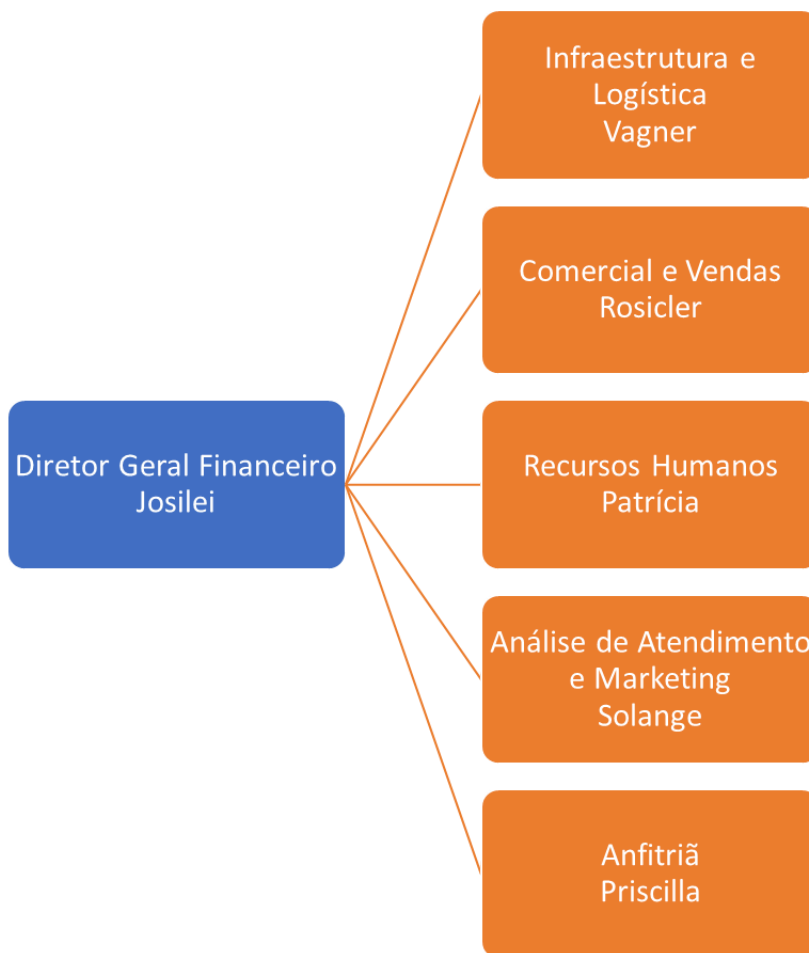 Infraestrutura e
Logística
Vagner
Comercial e Vendas
Rosicler
Diretor Geral Financeiro
Josilei
Recursos Humanos
Patrícia
Análise de Atendimento
e Marketing
Solange
Anfitriã
Priscilla